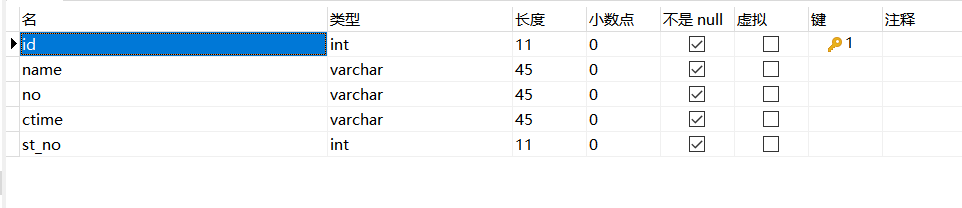 名 类型 长度 小数点 不是 null 虚拟 键 注释
id int 11 0 1
name varchar 45 0
no varchar 45 0
ctime varchar 45 0
st_no int 11 0